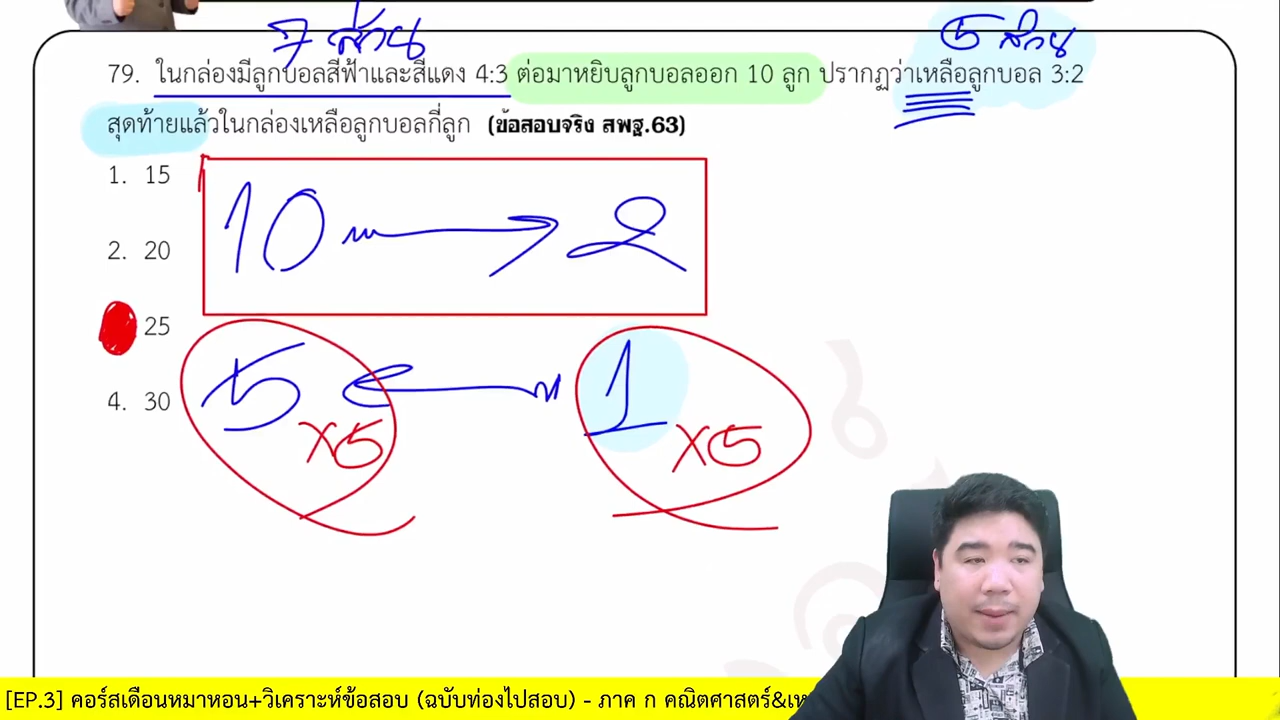 7 ส่วน
5 ส่วน
79. ในกล่องมีลูกบอลสีฟ้าและสีแดง 4:3 ต่อมาหยิบลูกบอลออก 10 ลูก ปรากฏว่าเหลือลูกบอล 3:2
สุดท้ายแล้วในกล่องเหลือลูกบอลกี่ลูก (ข้อสอบจริง สพฐ.63)
1. 15
10 → 2
2. 20
25
5 ← 1
4. 30
×5 ×5
[EP.3] คอร์สเดือนหมาหอน+วิเคราะห์ข้อสอบ (ฉบับท่องไปสอบ) - ภาค ก คณิตศาสตร์&